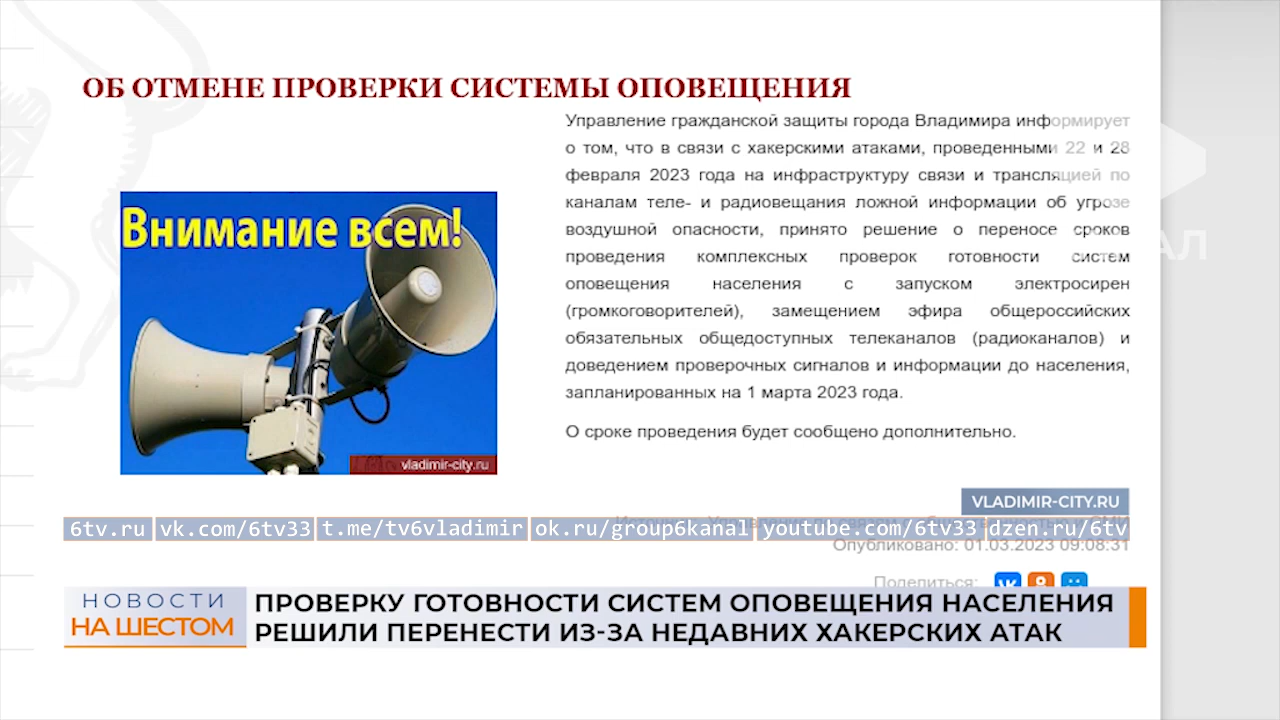 ОБ ОТМЕНЕ ПРОВЕРКИ СИСТЕМЫ ОПОВЕЩЕНИЯ
Управление гражданской защиты города Владимира информирует
о том, что в связи с хакерскими атаками, проведенными 22 и 28
февраля 2023 года на инфраструктуру связи и трансляцией по
каналам теле- и радиовещания ложной информации об угрозе
воздушной опасности, принято решение о переносе сроков
проведения комплексных проверок готовности систем
оповещения населения с запуском электросирен
(громкоговорителей), замещением эфира общероссийских
обязательных общедоступных телеканалов (радиоканалов) и
доведением проверочных сигналов и информации до населения,
запланированных на 1 марта 2023 года.
О сроке проведения будет сообщено дополнительно.
Внимание всем!
vladimir-city.ru
VLADIMIR-CITY.RU
6tv.ru vk.com/6tv33 t.me/tv6vladimir ok.ru/group6kanal youtube.com/6tv33 dzen.ru/6tv
Опубликовано: 01.03.2023 09:08:31
Поделиться:
НОВОСТИ
НА ШЕСТОМ
ПРОВЕРКУ ГОТОВНОСТИ СИСТЕМ ОПОВЕЩЕНИЯ НАСЕЛЕНИЯ
РЕШИЛИ ПЕРЕНЕСТИ ИЗ-ЗА НЕДАВНИХ ХАКЕРСКИХ АТАК